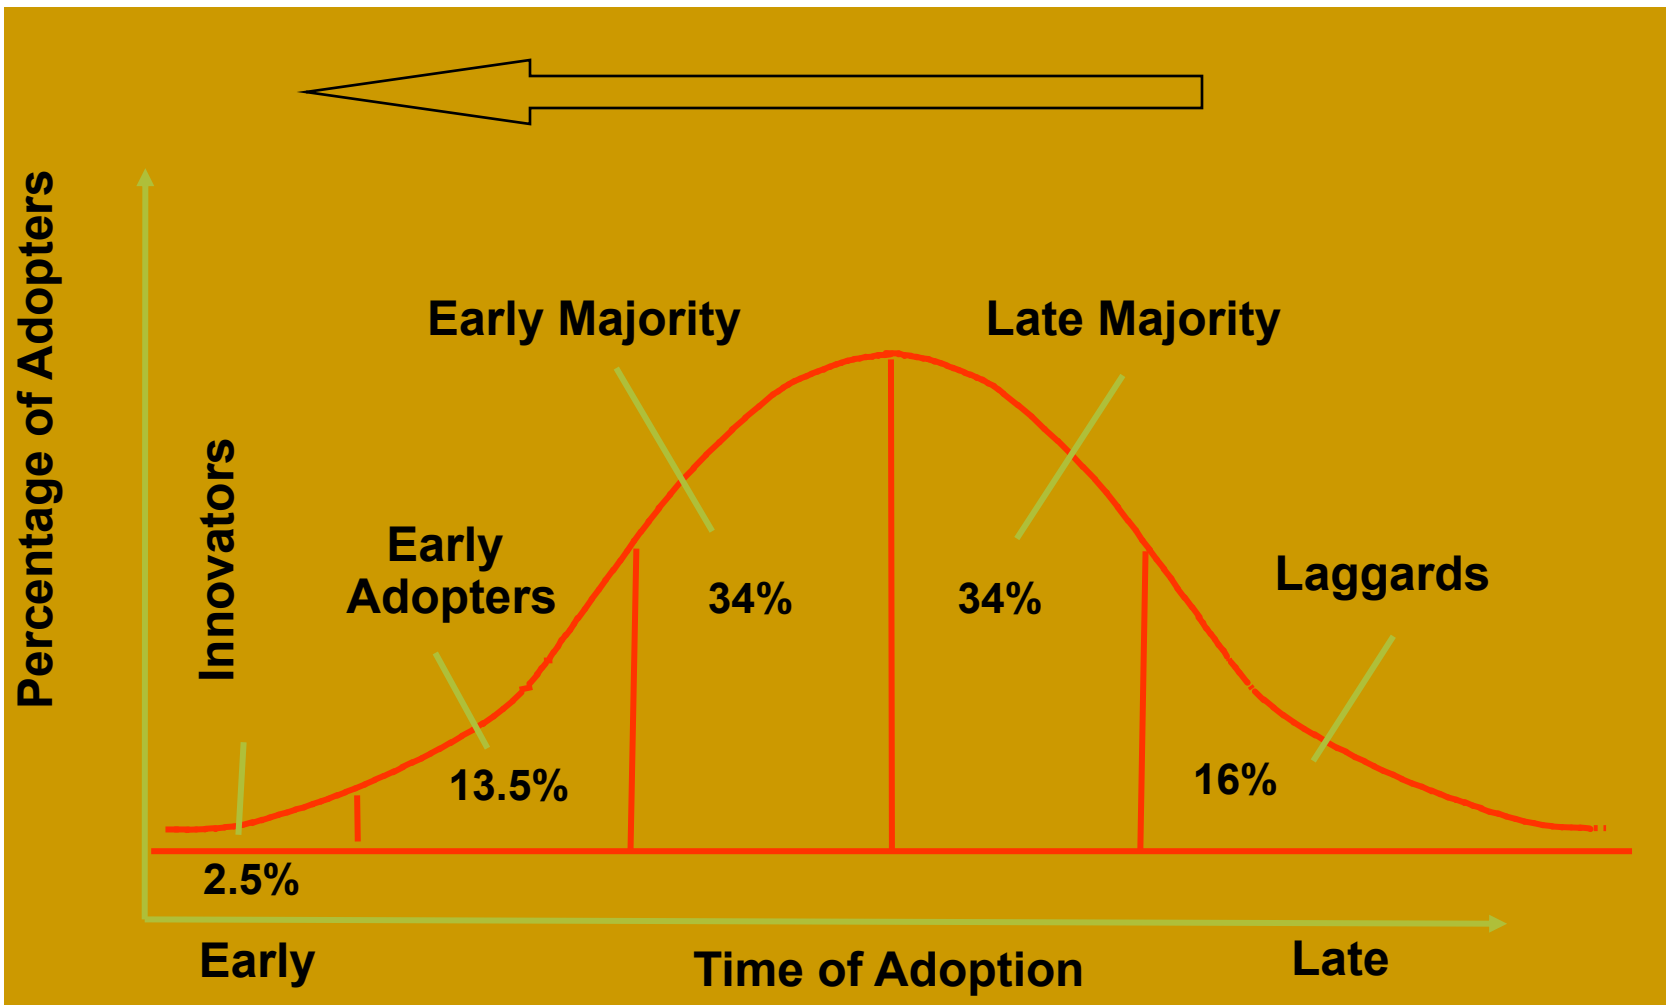 Percentage of Adopters
Innovators
Early
Adopters
Early Majority
Late Majority
Laggards
34%
34%
13.5%
16%
2.5%
Early
Time of Adoption
Late